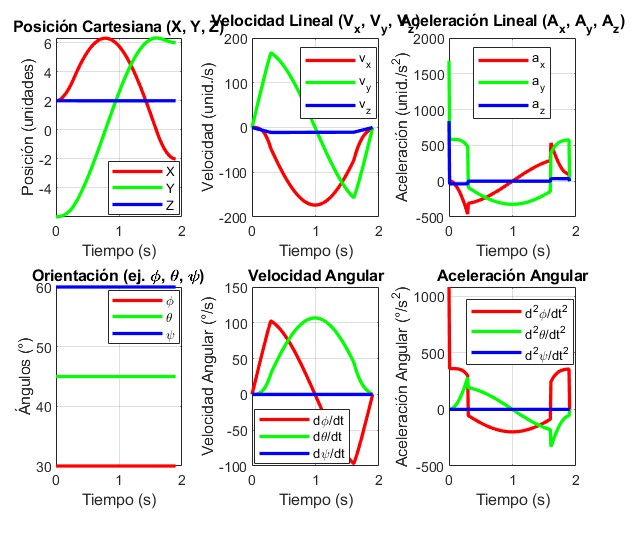 Posición Cartesiana (X, Y, Z)
6
4
2
0
-2
-4
Posición (unidades)
X
Y
Z
0
1
2
Tiempo (s)
Velocidad Lineal (Vx, Vy, Vz)
200
100
0
-100
-200
Velocidad (unid./s)
vx
vy
vz
0
1
2
Tiempo (s)
Aceleración Lineal (Ax, Ay, Az)
2000
1500
1000
500
0
-500
Aceleración (unid./s²)
ax
ay
az
0
1
2
Tiempo (s)
Orientación (ej. ϕ, θ, ψ)
60
50
40
30
Ángulos (°)
ϕ
θ
ψ
0
1
2
Tiempo (s)
Velocidad Angular
150
100
50
0
-50
-100
Velocidad Angular (°/s)
dϕ/dt
dθ/dt
dψ/dt
0
1
2
Tiempo (s)
Aceleración Angular
1000
500
0
-500
Aceleración Angular (°/s²)
d²ϕ/dt²
d²θ/dt²
d²ψ/dt²
0
1
2
Tiempo (s)